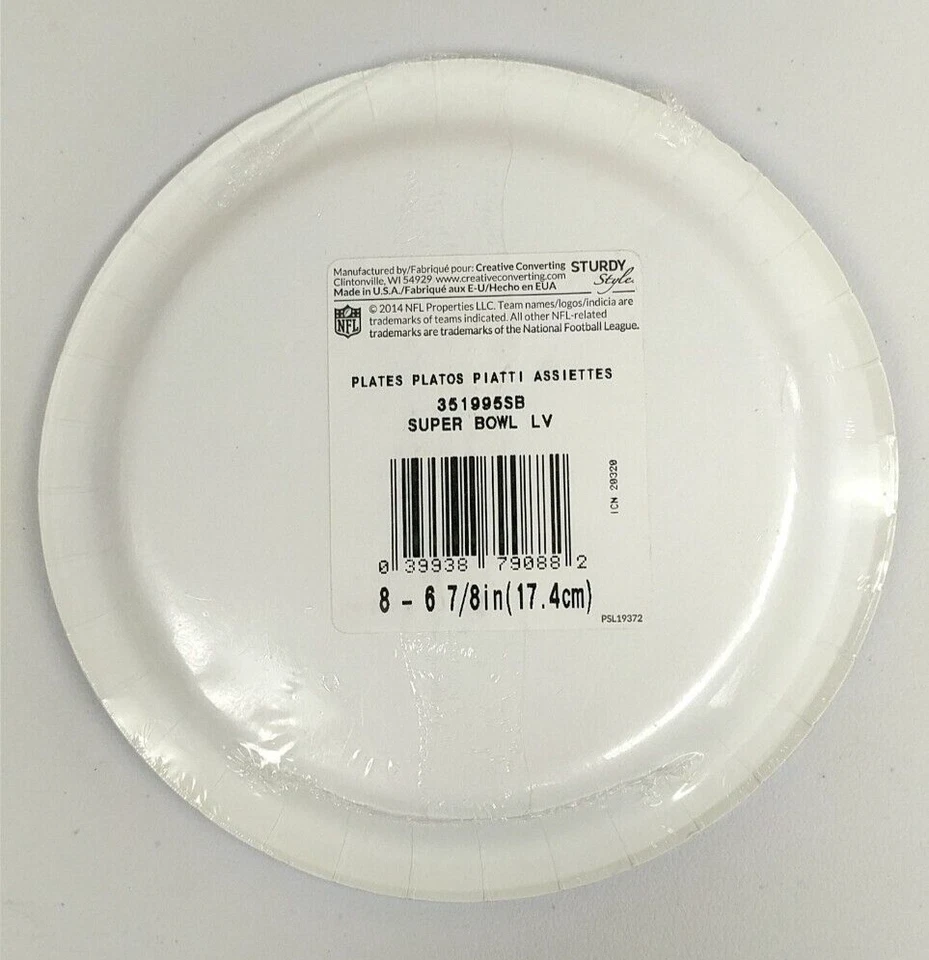 Manufactured by/Fabriqué pour: Creative Converting STURDY
Clintonville, WI 54929 www.creativeconverting.com Style.
Made in U.S.A./Fabriqué aux E-U/Hecho en EUA
NFL
© 2014 NFL Properties LLC. Team names/logos/indicia are
trademarks of teams indicated. All other NFL-related
trademarks are trademarks of the National Football League.
PLATES PLATOS PIATTI ASSIETTES
351995SB
SUPER BOWL LV
ICN 20320
0 39938 79088 2
8 - 6 7/8in(17.4cm)
PSL19372